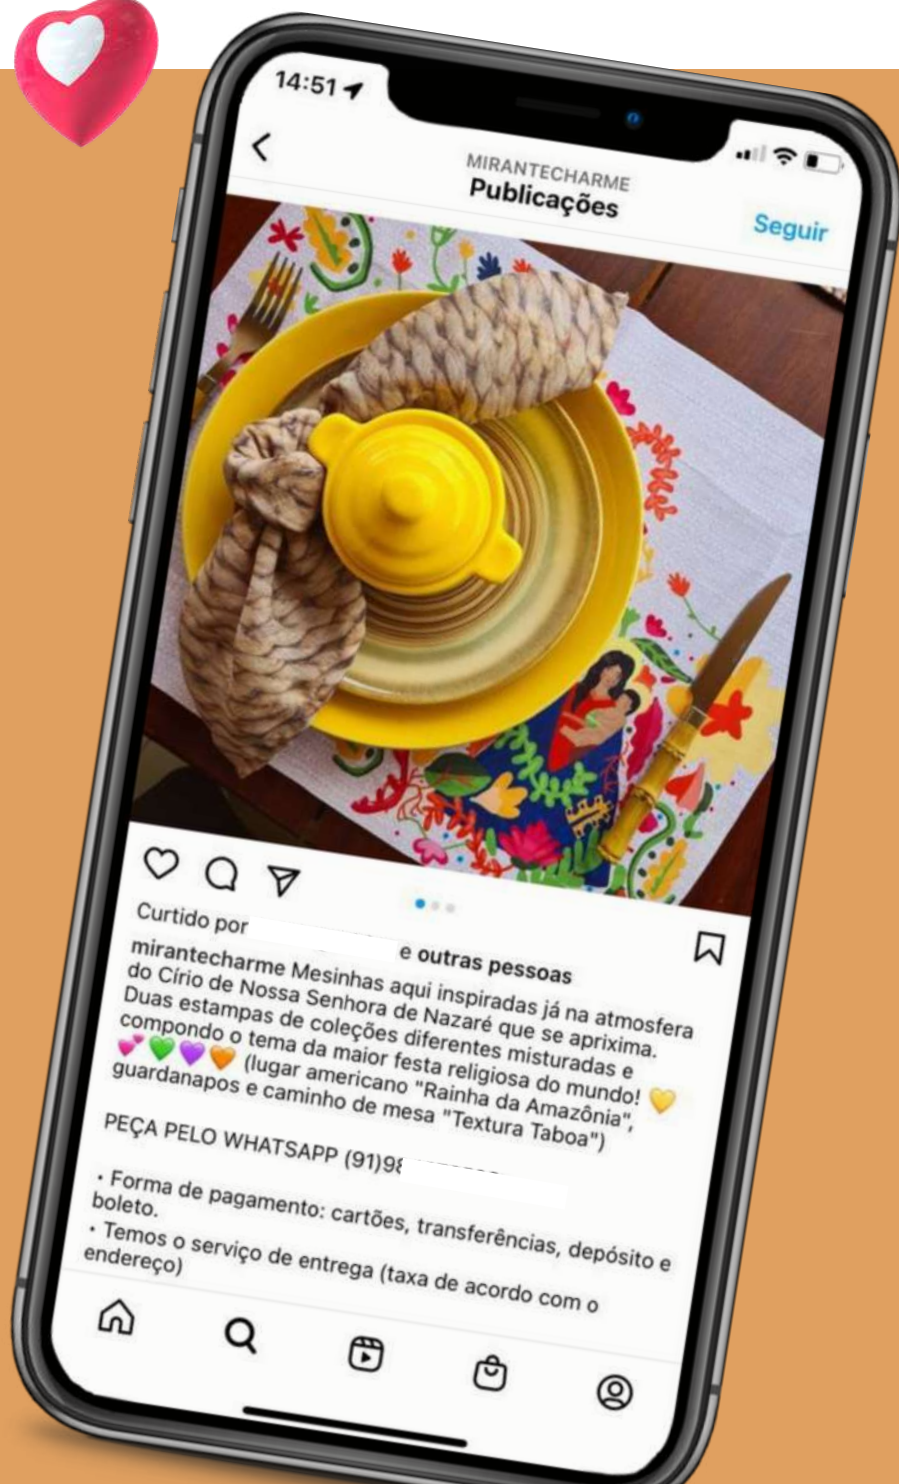 14:51
MIRANTECHARME
Publicações
Seguir
Curtido por e outras pessoas
mirantecharme Mesinhas aqui inspiradas já na atmosfera
do Círio de Nossa Senhora de Nazaré que se aprixima.
Duas estampas de coleções diferentes misturadas e
compondo o tema da maior festa religiosa do mundo! 💛
💕💚💜🧡 (lugar americano "Rainha da Amazônia",
guardanapos e caminho de mesa "Textura Taboa")
PEÇA PELO WHATSAPP (91)98
• Forma de pagamento: cartões, transferências, depósito e
boleto.
• Temos o serviço de entrega (taxa de acordo com o
endereço)